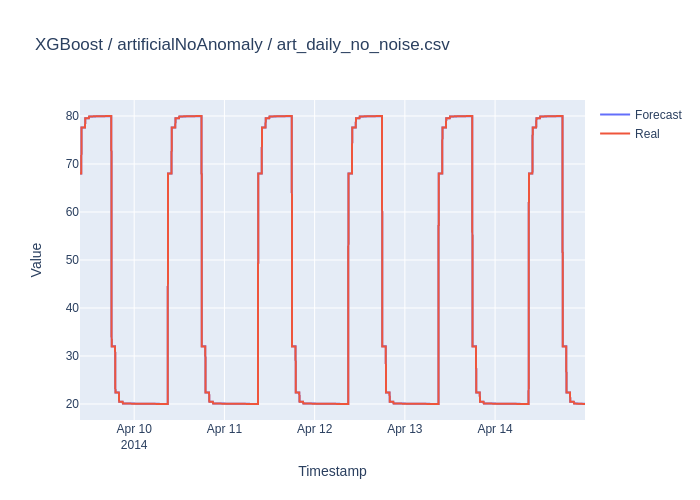 XGBoost / artificialNoAnomaly / art_daily_no_noise.csv
Forecast
Real
Value
80
70
60
50
40
30
20
Apr 10
2014
Apr 11
Apr 12
Apr 13
Apr 14
Timestamp